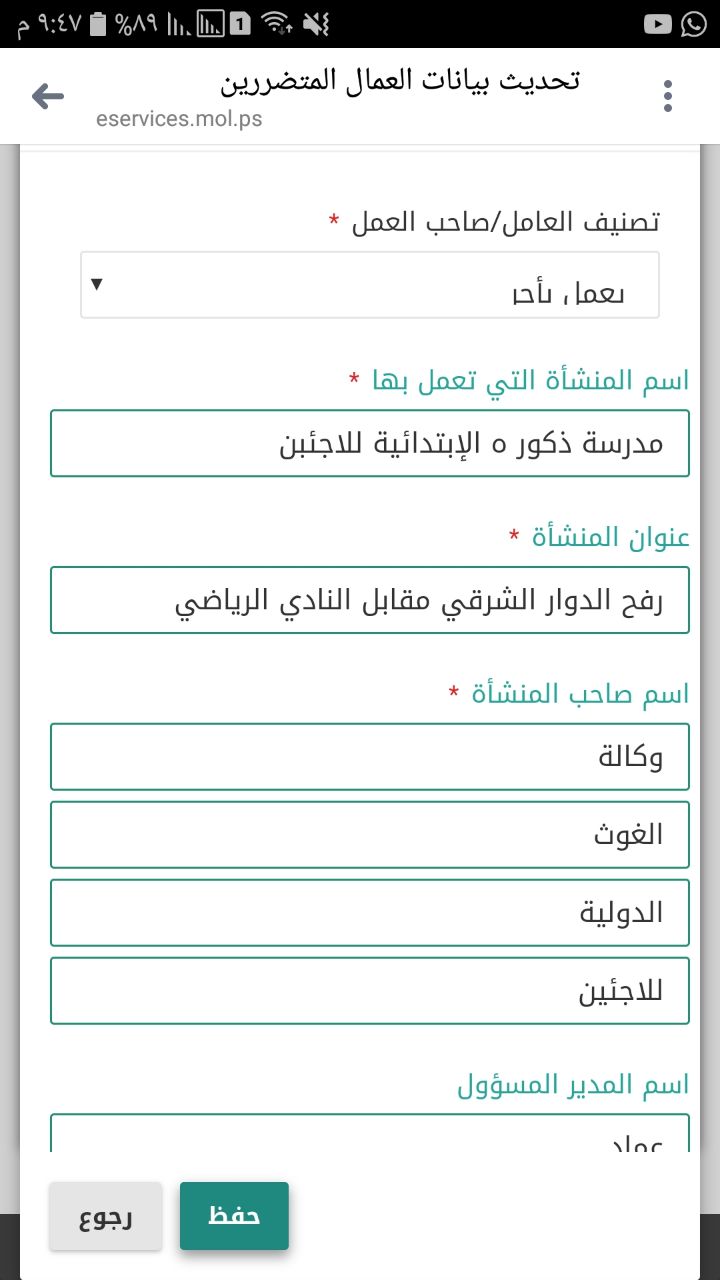 ٩:٤٧ م
%٨٩
1
تحديث بيانات العمال المتضررين
eservices.mol.ps
تصنيف العامل/صاحب العمل *
يعمل بأجر
اسم المنشأة التي تعمل بها *
مدرسة ذكور ه الإبتدائية للاجئبن
عنوان المنشأة *
رفح الدوار الشرقي مقابل النادي الرياضي
اسم صاحب المنشأة *
وكالة
الغوث
الدولية
للاجئين
اسم المدير المسؤول
عماد
حفظ
رجوع